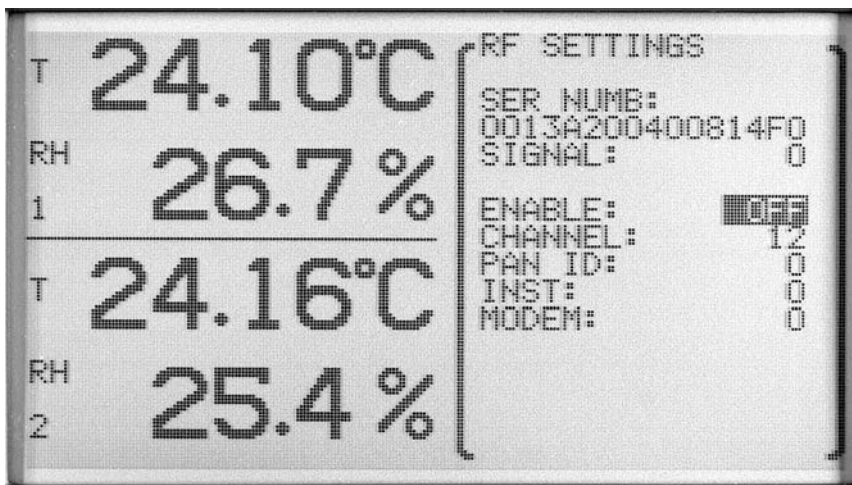 T 24.10°C
RH 26.7 %
1
T 24.16°C
RH 25.4 %
2
RF SETTINGS
SER NUMB:
0013A200400814F0
SIGNAL: 0
ENABLE: OFF
CHANNEL: 12
PAN ID: 0
INST: 0
MODEM: 0